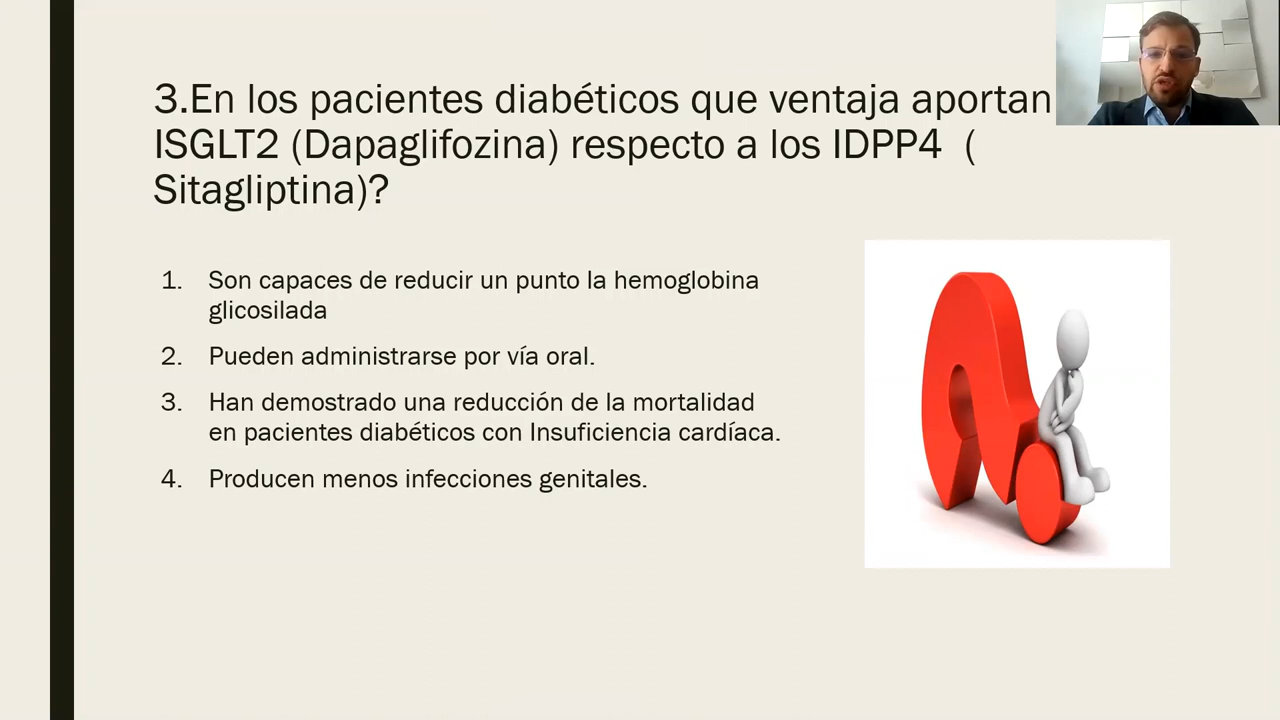 3.En los pacientes diabéticos que ventaja aportan
ISGLT2 (Dapaglifozina) respecto a los IDPP4  (
Sitagliptina)?
1. Son capaces de reducir un punto la hemoglobina
glicosilada
2. Pueden administrarse por vía oral.
3. Han demostrado una reducción de la mortalidad
en pacientes diabéticos con Insuficiencia cardíaca.
4. Producen menos infecciones genitales.